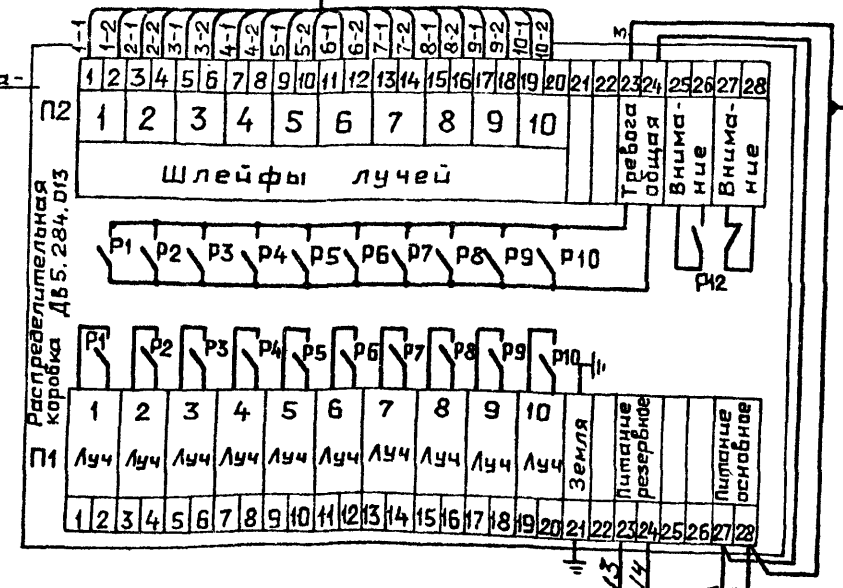 1-1 1-2 2-1 2-2 3-1 3-2 4-1 4-2 5-1 5-2 6-1 6-2 7-1 7-2 8-1 8-2 9-1 9-2 10-1 10-2 3
а-
1 2 3 4 5 6 7 8 9 10 11 12 13 14 15 16 17 18 19 20 21 22 23 24 25 26 27 28
П2 1 2 3 4 5 6 7 8 9 10
Шлейфы лучей
Тревога
общая
Внима-
ние
Внима-
ние
Распределительная
коробка ДВ5.284.013
Р1 Р2 Р3 Р4 Р5 Р6 Р7 Р8 Р9 Р10
Р12
Р1 Р2 Р3 Р4 Р5 Р6 Р7 Р8 Р9 Р10
1 2 3 4 5 6 7 8 9 10
П1 Луч Луч Луч Луч Луч Луч Луч Луч Луч Луч
Земля
Питание
резервное
Питание
основное
1 2 3 4 5 6 7 8 9 10 11 12 13 14 15 16 17 18 19 20 21 22 23 24 25 26 27 28
13 14